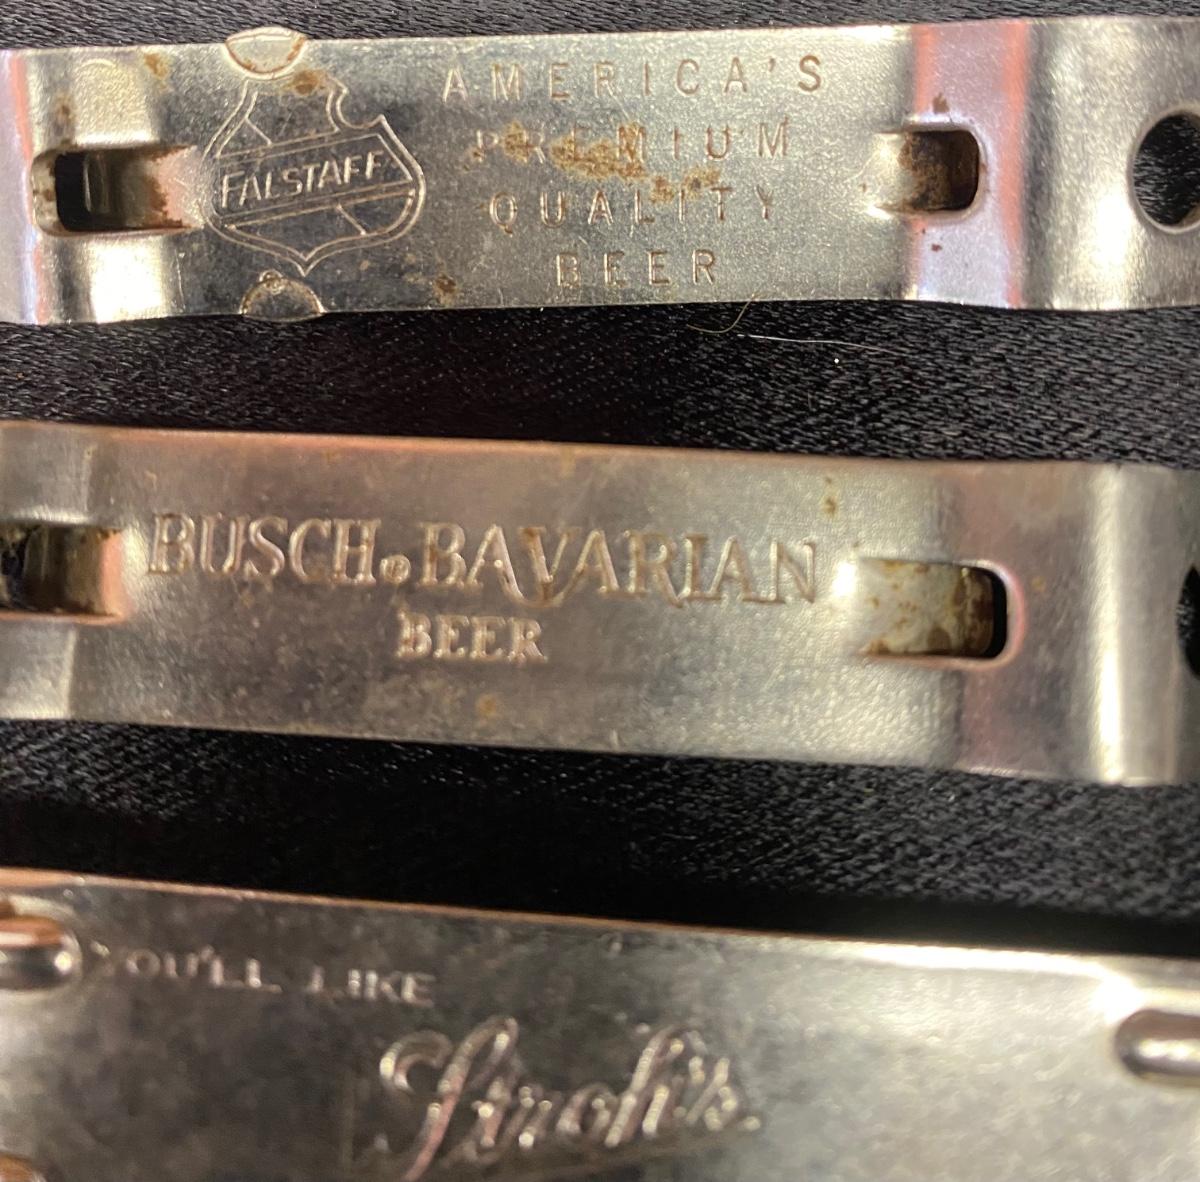 FALSTAFF
AMERICA'S
PREMIUM
QUALITY
BEER
BUSCH® BAVARIAN
BEER
YOU'LL LIKE
Stroh's